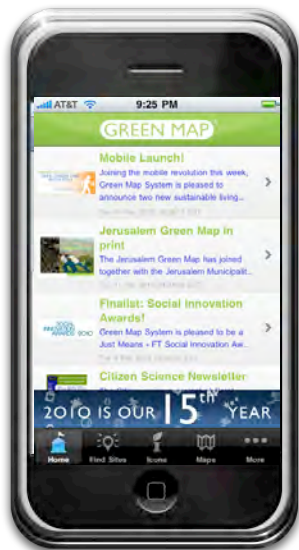 AT&T 9:25 PM
GREEN MAP
Mobile Launch!
Joining the mobile revolution this week,
Green Map System is pleased to
announce two new sustainable living...
Jerusalem Green Map in
print
The Jerusalem Green Map has joined
together with the Jerusalem Municipalit...
Finalist: Social Innovation
Awards!
Green Map System is pleased to be a
Just Means - FT Social Innovation Aw...
Citizen Science Newsletter
2010 IS OUR 15th YEAR
Home Find Sites Icons Maps More